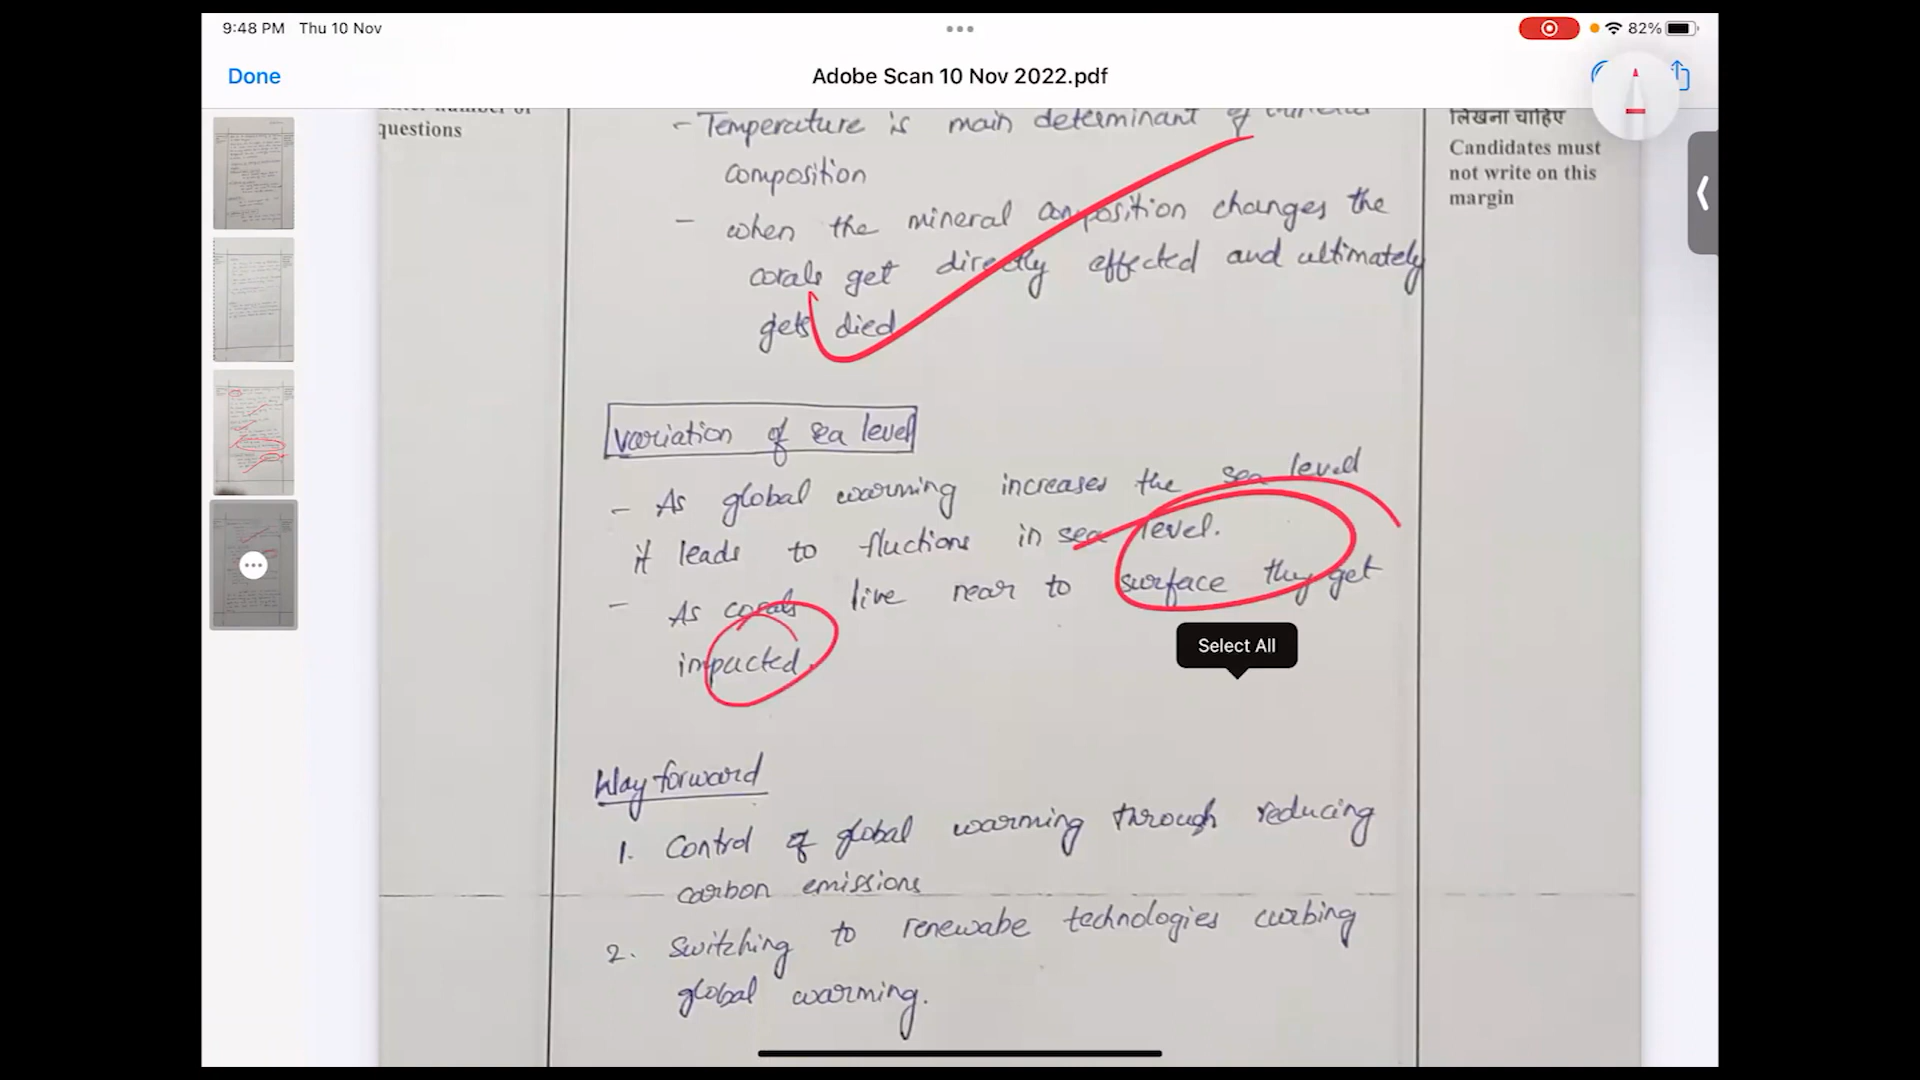 9:48 PM Thu 10 Nov
82%
Done
Adobe Scan 10 Nov 2022.pdf
questions
लिखना चाहिए
Candidates must
not write on this
margin
- Temperature is main determinant of
composition
- when the mineral composition changes the
corals get directly effected and ultimately
gets died
variation of sea level
- As global warming increases the sea level
it leads to fluctions in sea level.
- As corals live near to surface they get
impacted.
Select All
Way forward
1. Control of global warming through reducing
carbon emissions
2. Switching to renewabe technologies curbing
global warming.